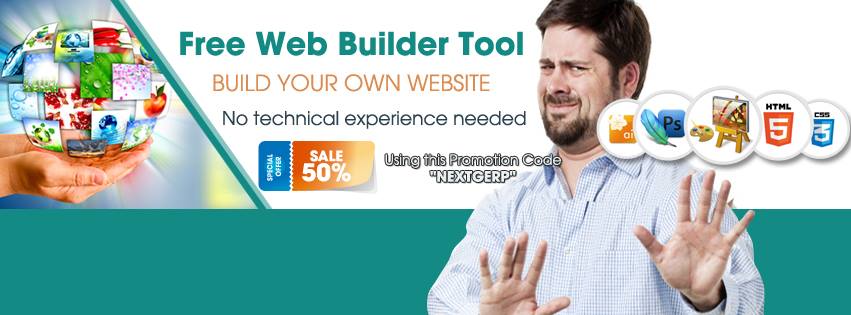 Free Web Builder Tool
BUILD YOUR OWN WEBSITE
No technical experience needed
SPECIAL OFFER
SALE
50%
Using this Promotion Code
"NEXTGERP"
ai
Ps
HTML
5
CSS
3